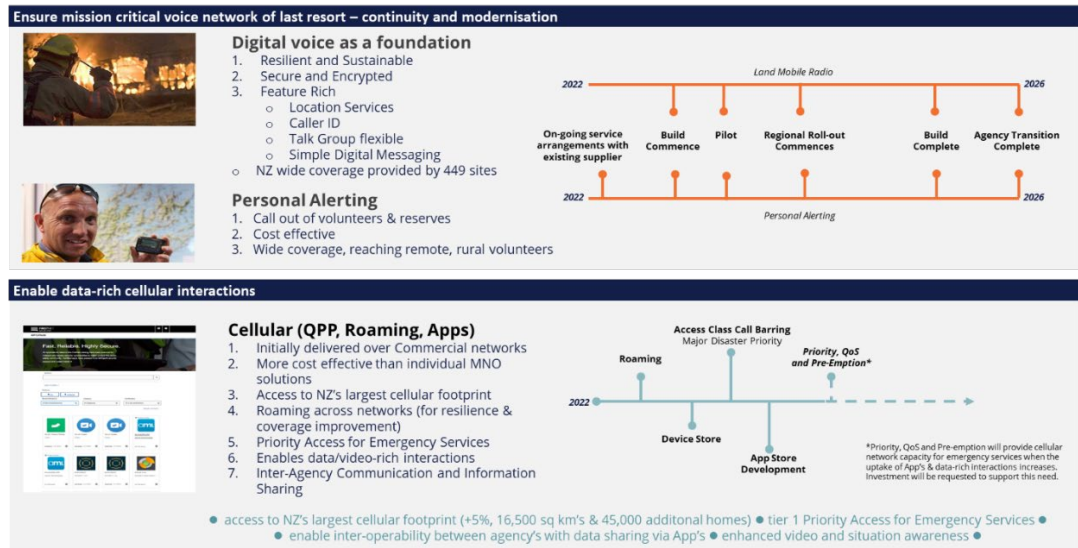 Ensure mission critical voice network of last resort – continuity and modernisation
Digital voice as a foundation
1. Resilient and Sustainable
2. Secure and Encrypted
3. Feature Rich
o Location Services
o Caller ID
o Talk Group flexible
o Simple Digital Messaging
o NZ wide coverage provided by 449 sites
Personal Alerting
1. Call out of volunteers & reserves
2. Cost effective
3. Wide coverage, reaching remote, rural volunteers
Land Mobile Radio
2022
2026
On-going service
arrangements with
existing supplier
Build
Commence
Pilot
Regional Roll-out
Commences
Build
Complete
Agency Transition
Complete
2022
2026
Personal Alerting
Enable data-rich cellular interactions
Fast. Reliable. Highly Secure.
Cellular (QPP, Roaming, Apps)
1. Initially delivered over Commercial networks
2. More cost effective than individual MNO
solutions
3. Access to NZ's largest cellular footprint
4. Roaming across networks (for resilience &
coverage improvement)
5. Priority Access for Emergency Services
6. Enables data/video-rich interactions
7. Inter-Agency Communication and Information
Sharing
Access Class Call Barring
Major Disaster Priority
Roaming
Priority, QoS
and Pre-Emption*
2022
Device Store
App Store
Development
*Priority, QoS and Pre-emption will provide cellular
network capacity for emergency services when the
uptake of App's & data-rich interactions increases.
Investment will be requested to support this need.
● access to NZ's largest cellular footprint (+5%, 16,500 sq km's & 45,000 additonal homes) ● tier 1 Priority Access for Emergency Services ●
● enable inter-operability between agency's with data sharing via App's ● enhanced video and situation awareness ●